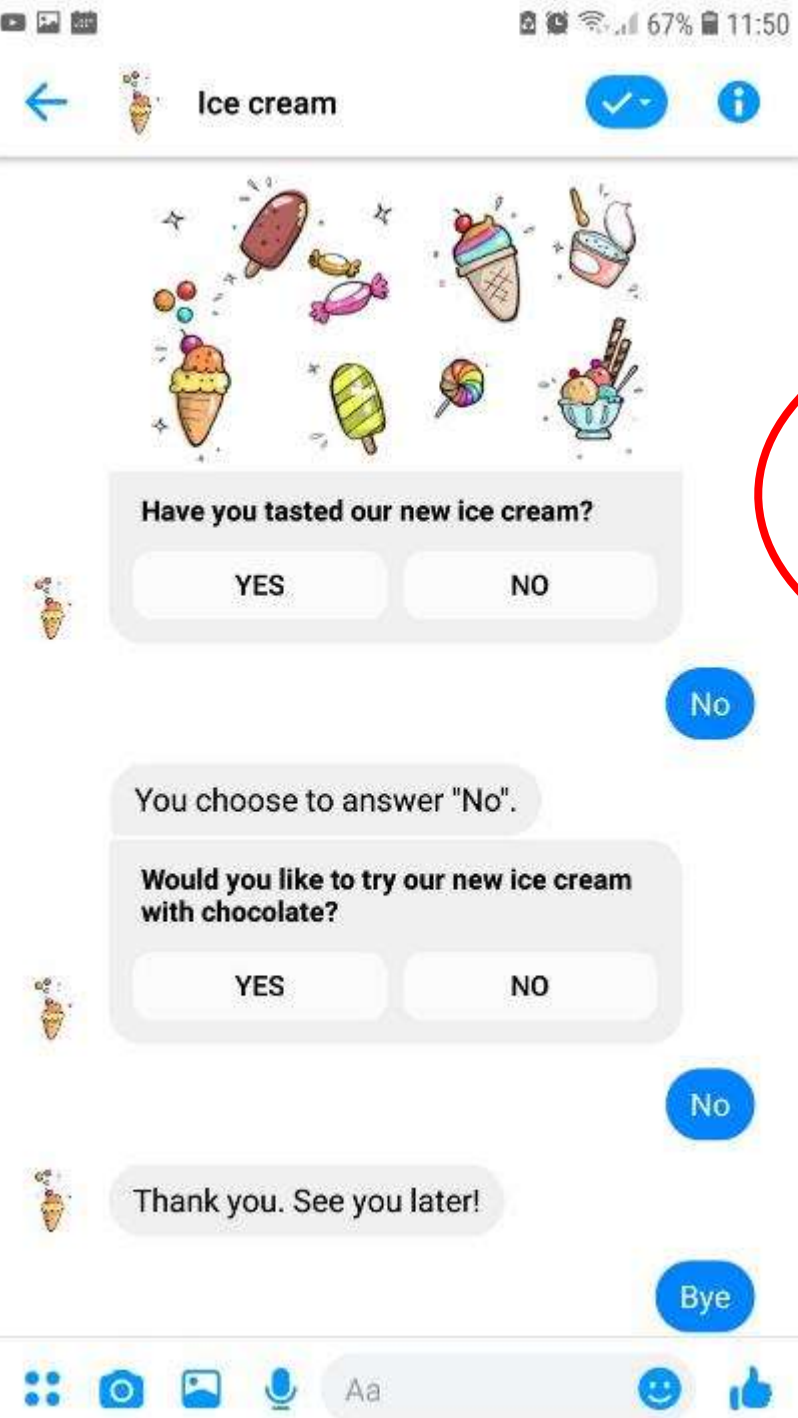 67% 11:50
Ice cream
Have you tasted our new ice cream?
YES NO
No
You choose to answer "No".
Would you like to try our new ice cream
with chocolate?
YES NO
No
Thank you. See you later!
Bye
Aa